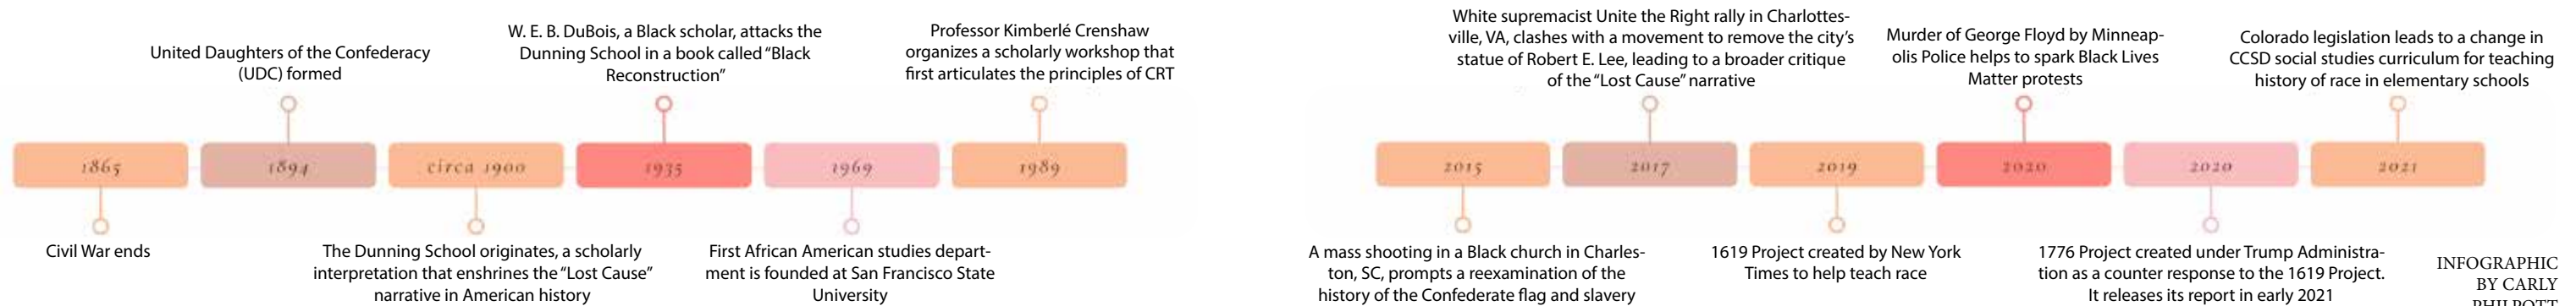 1865
Civil War ends
United Daughters of the Confederacy
(UDC) formed
1894
circa 1900
The Dunning School originates, a scholarly
interpretation that enshrines the “Lost Cause”
narrative in American history
W. E. B. DuBois, a Black scholar, attacks the
Dunning School in a book called “Black
Reconstruction”
1935
1969
First African American studies depart-
ment is founded at San Francisco State
University
Professor Kimberlé Crenshaw
organizes a scholarly workshop that
first articulates the principles of CRT
1989
2015
A mass shooting in a Black church in Charles-
ton, SC, prompts a reexamination of the
history of the Confederate flag and slavery
White supremacist Unite the Right rally in Charlottes-
ville, VA, clashes with a movement to remove the city’s
statue of Robert E. Lee, leading to a broader critique
of the “Lost Cause” narrative
2017
2019
1619 Project created by New York
Times to help teach race
Murder of George Floyd by Minneap-
olis Police helps to spark Black Lives
Matter protests
2020
2020
1776 Project created under Trump Administra-
tion as a counter response to the 1619 Project.
It releases its report in early 2021
Colorado legislation leads to a change in
CCSD social studies curriculum for teaching
history of race in elementary schools
2021
INFOGRAPHIC
BY CARLY
PHILPOTT